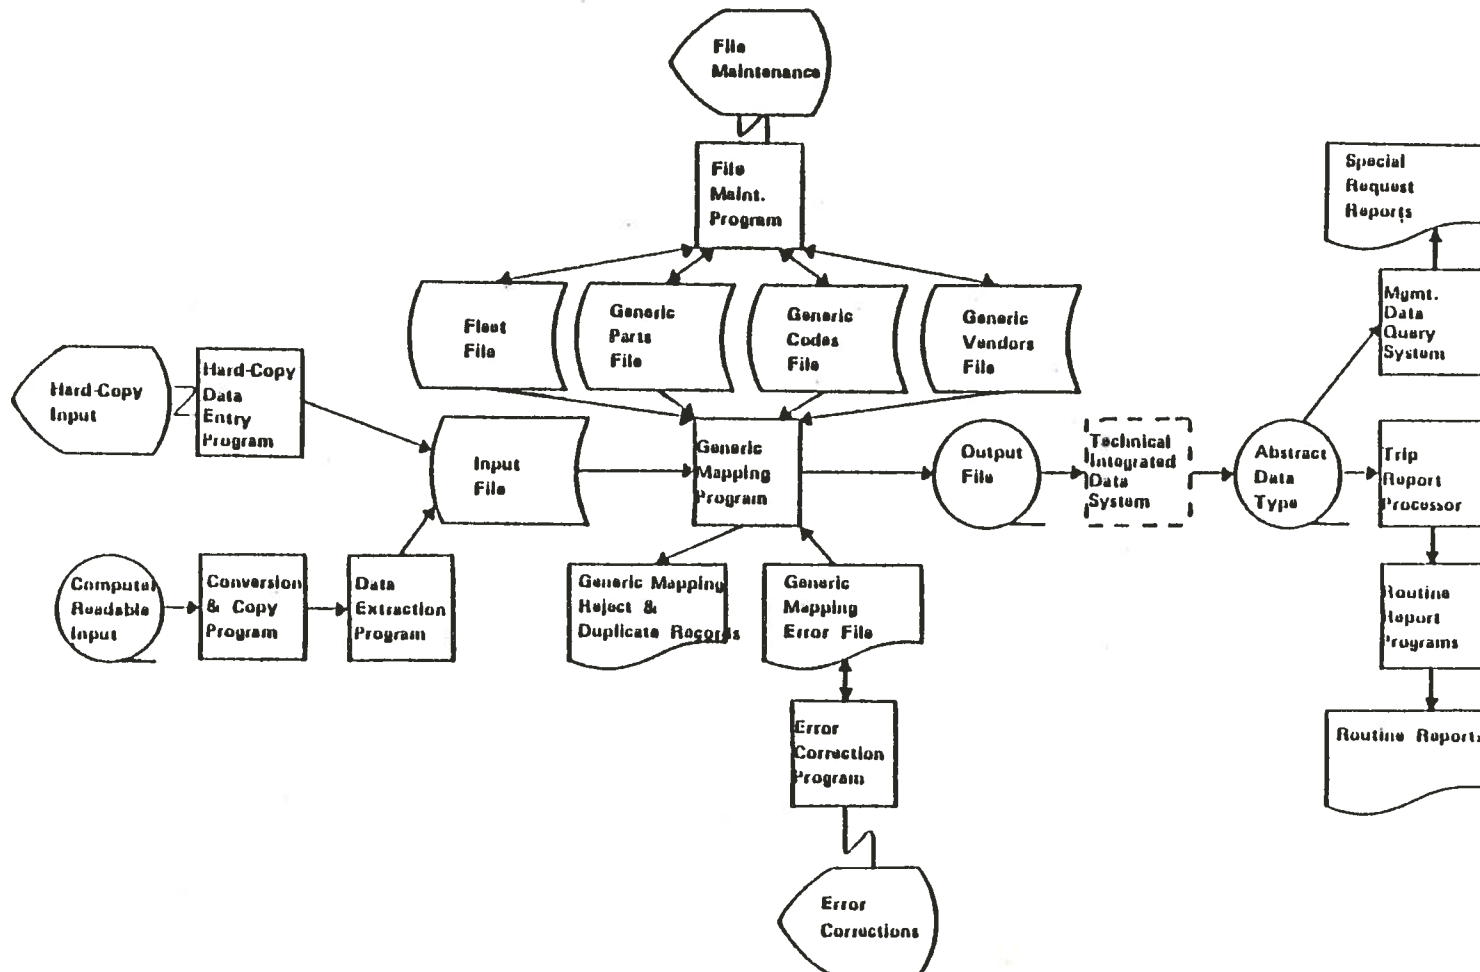 File
Maintenance
File
Maint.
Program
Special
Request
Reports
Fleet
File
Generic
Parts
File
Generic
Codes
File
Generic
Vendors
File
Mgmt.
Data
Query
System
Hard-Copy
Input
Hard-Copy
Data
Entry
Program
Input
File
Generic
Mapping
Program
Output
File
Technical
Integrated
Data
System
Abstract
Data
Type
Trip
Report
Processor
Computer
Readable
Input
Conversion
& Copy
Program
Data
Extraction
Program
Generic Mapping
Reject &
Duplicate Records
Generic
Mapping
Error File
Routine
Report
Programs
Error
Correction
Program
Routine Reports
Error
Corrections